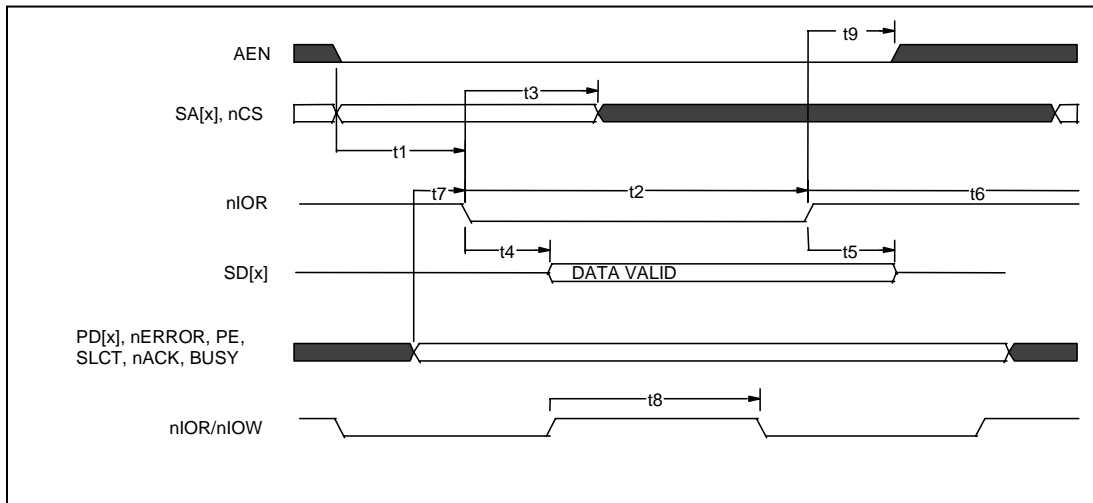 AEN
t9
t3
SA[x], nCS
t1
t7
t2
t6
nIOR
t4
t5
SD[x]
DATA VALID
PD[x], nERROR, PE,
SLCT, nACK, BUSY
t8
nIOR/nIOW